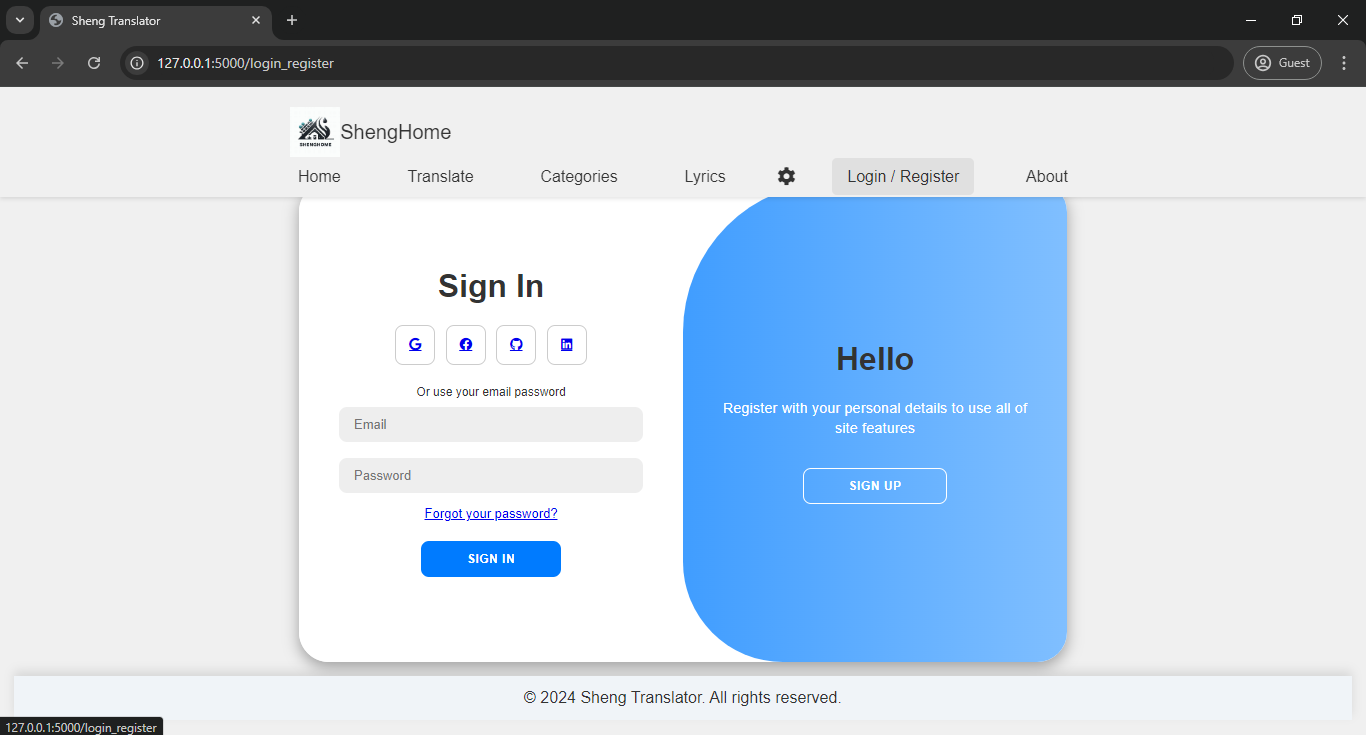 Sheng Translator
127.0.0.1:5000/login_register
Guest
SHENGHOME
ShengHome
Home Translate Categories Lyrics Login / Register About
Sign In
Or use your email password
Email
Password
Forgot your password?
SIGN IN
Hello
Register with your personal details to use all of
site features
SIGN UP
© 2024 Sheng Translator. All rights reserved.
127.0.0.1:5000/login_register